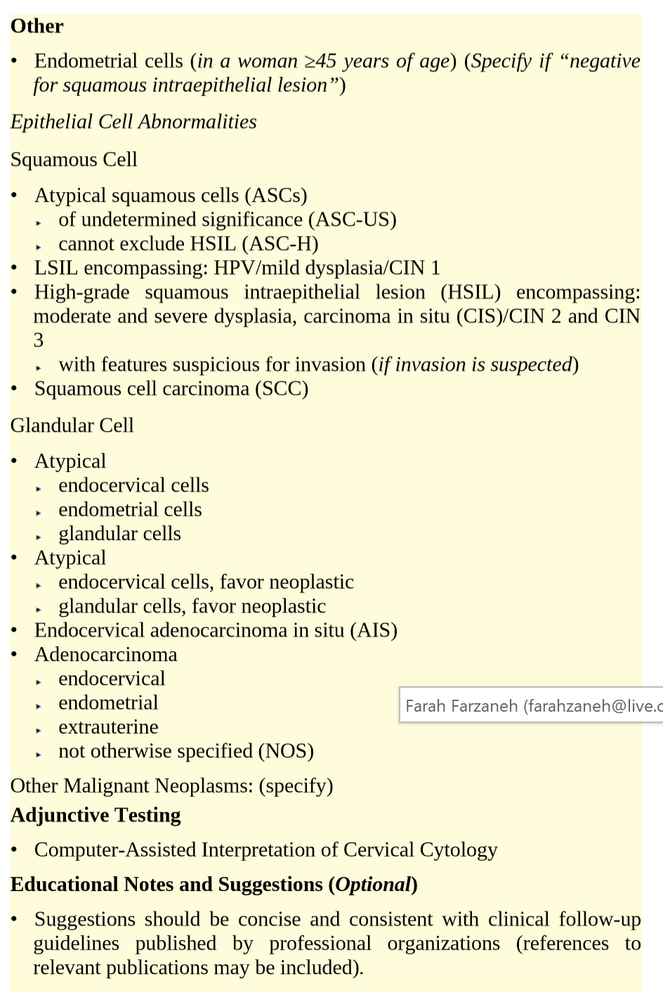 Other
• Endometrial cells (in a woman ≥45 years of age) (Specify if “negative
for squamous intraepithelial lesion”)
Epithelial Cell Abnormalities
Squamous Cell
• Atypical squamous cells (ASCs)
▸ of undetermined significance (ASC-US)
▸ cannot exclude HSIL (ASC-H)
• LSIL encompassing: HPV/mild dysplasia/CIN 1
• High-grade squamous intraepithelial lesion (HSIL) encompassing:
moderate and severe dysplasia, carcinoma in situ (CIS)/CIN 2 and CIN
3
▸ with features suspicious for invasion (if invasion is suspected)
• Squamous cell carcinoma (SCC)
Glandular Cell
• Atypical
▸ endocervical cells
▸ endometrial cells
▸ glandular cells
• Atypical
▸ endocervical cells, favor neoplastic
▸ glandular cells, favor neoplastic
• Endocervical adenocarcinoma in situ (AIS)
• Adenocarcinoma
▸ endocervical
▸ endometrial
Farah Farzaneh (farahzaneh@live.c
▸ extrauterine
▸ not otherwise specified (NOS)
Other Malignant Neoplasms: (specify)
Adjunctive Testing
• Computer-Assisted Interpretation of Cervical Cytology
Educational Notes and Suggestions (Optional)
• Suggestions should be concise and consistent with clinical follow-up
guidelines published by professional organizations (references to
relevant publications may be included).